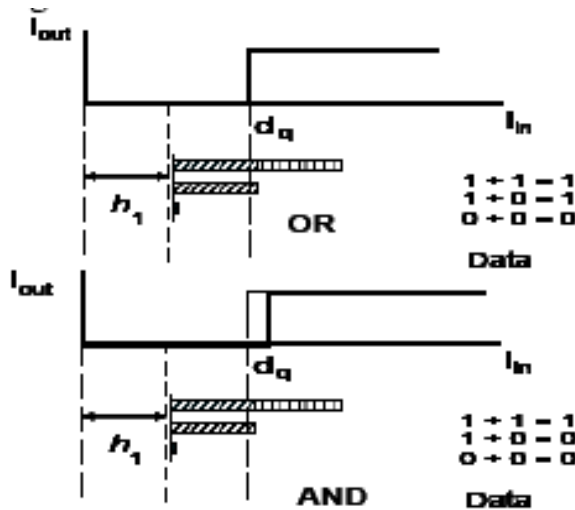 Iout
dq
Iin
h1
1 + 1 – 1
1 + 0 – 1
0 + 0 – 0
OR
Data
Iout
dq
Iin
h1
1 + 1 – 1
1 + 0 – 0
0 + 0 – 0
AND
Data